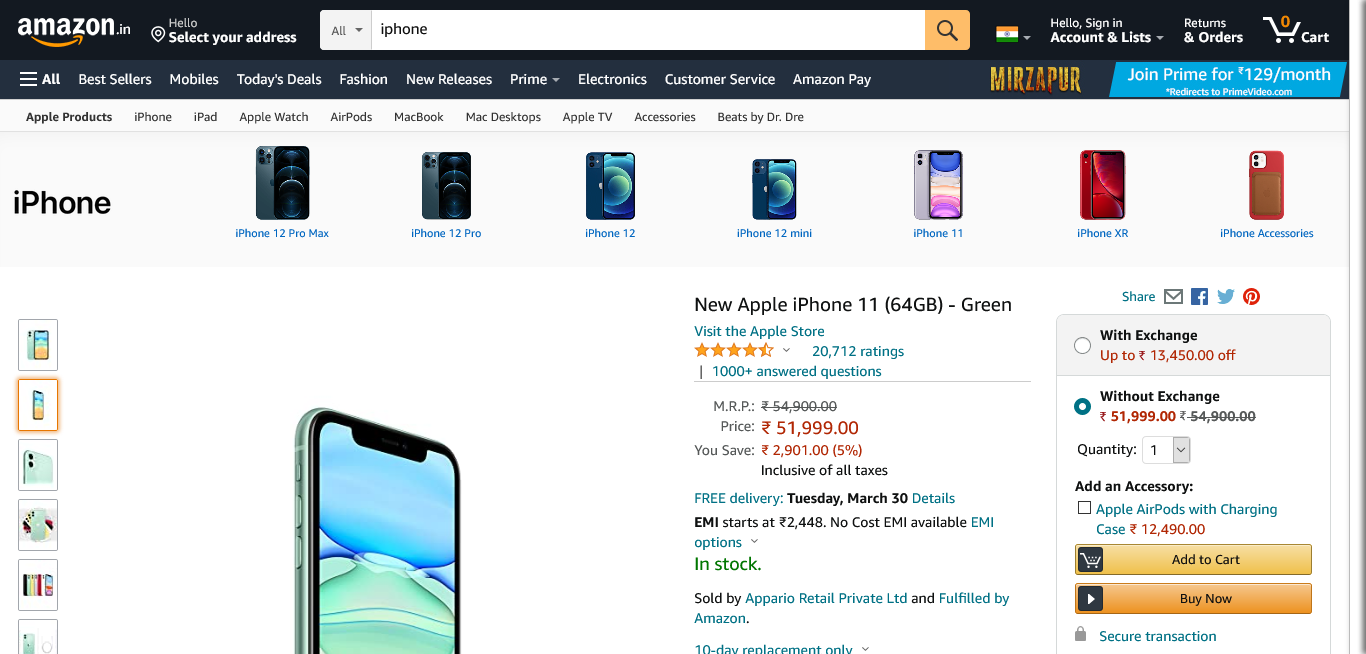 amazon.in
Hello
Select your address
All
iphone
Hello, Sign in
Account & Lists
Returns
& Orders
0
Cart
All Best Sellers Mobiles Today's Deals Fashion New Releases Prime Electronics Customer Service Amazon Pay
MIRZAPUR
Join Prime for ₹129/month
*Redirects to PrimeVideo.com
Apple Products iPhone iPad Apple Watch AirPods MacBook Mac Desktops Apple TV Accessories Beats by Dr. Dre
iPhone
iPhone 12 Pro Max iPhone 12 Pro iPhone 12 iPhone 12 mini iPhone 11 iPhone XR iPhone Accessories
New Apple iPhone 11 (64GB) - Green
Visit the Apple Store
20,712 ratings
| 1000+ answered questions
M.R.P.: ₹ 54,900.00
Price: ₹ 51,999.00
You Save: ₹ 2,901.00 (5%)
Inclusive of all taxes
FREE delivery: Tuesday, March 30 Details
EMI starts at ₹2,448. No Cost EMI available EMI
options
In stock.
Sold by Appario Retail Private Ltd and Fulfilled by
Amazon.
10-day replacement only
Share
With Exchange
Up to ₹ 13,450.00 off
Without Exchange
₹ 51,999.00 ₹ 54,900.00
Quantity: 1
Add an Accessory:
Apple AirPods with Charging
Case ₹ 12,490.00
Add to Cart
Buy Now
Secure transaction